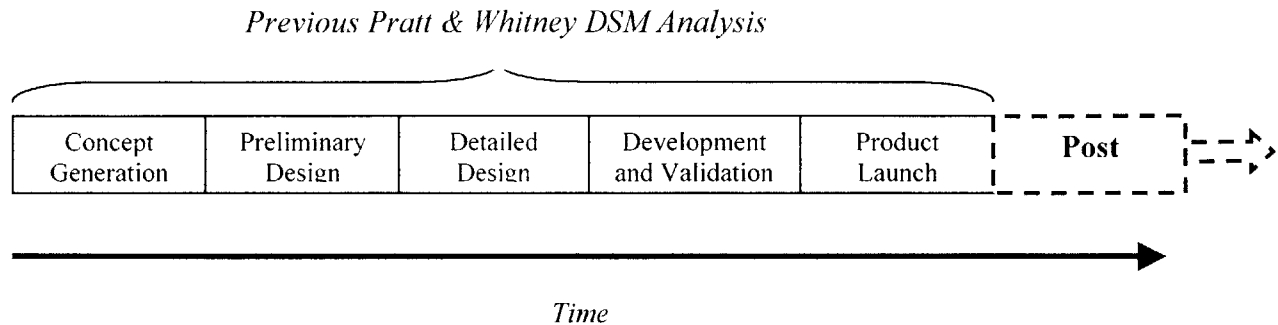 Previous Pratt & Whitney DSM Analysis
Concept
Generation
Preliminary
Design
Detailed
Design
Development
and Validation
Product
Launch
Post
Time